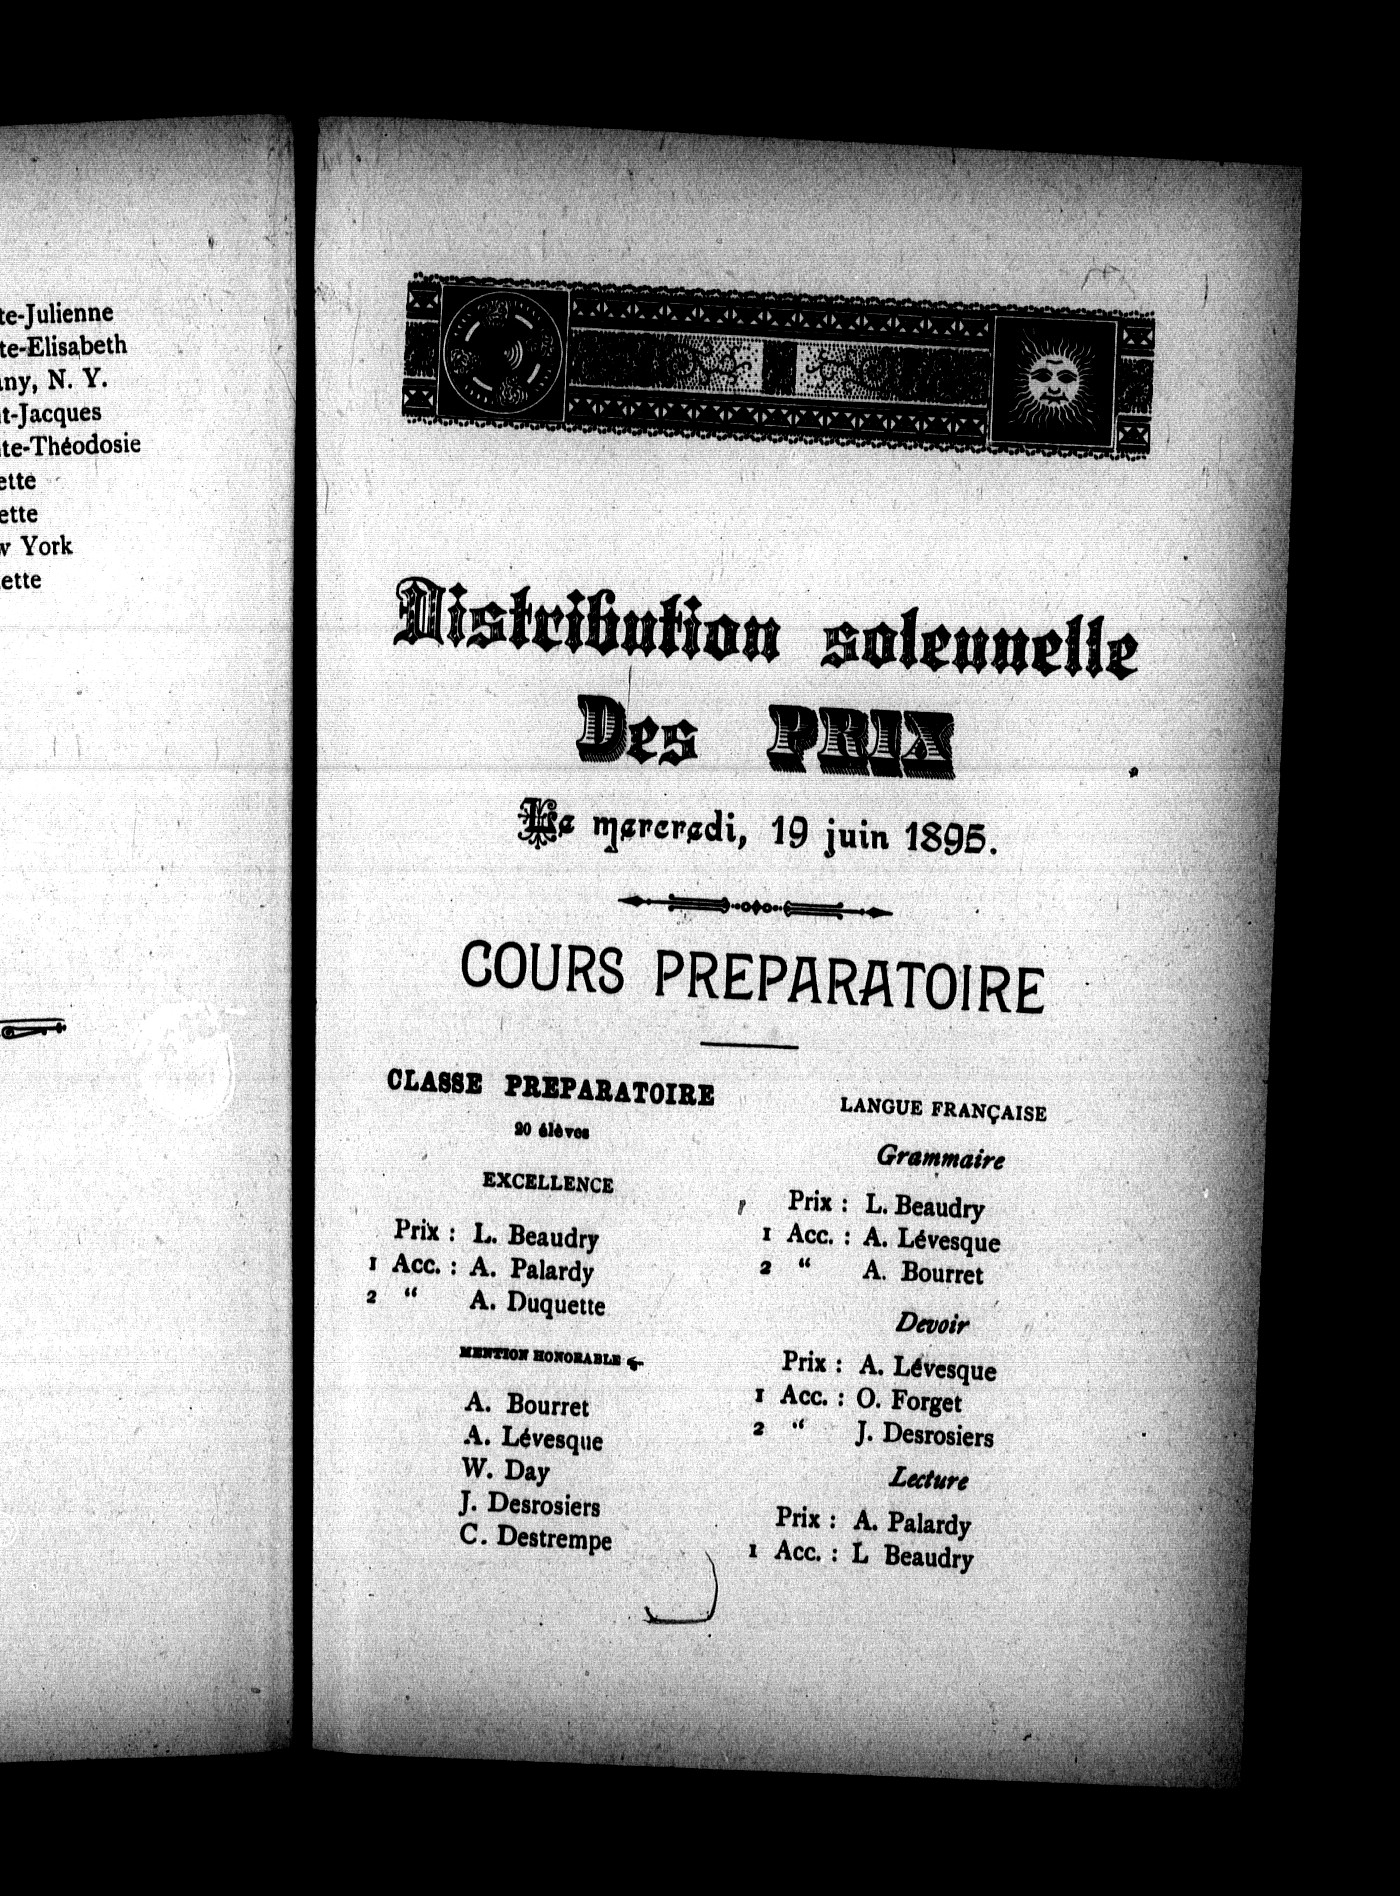 te-Julienne
te-Elisabeth
any, N. Y.
t-Jacques
te-Théodosie
ette
ette
w York
ette
Distribution solennelle
Des PRIX
Le mercredi, 19 juin 1895.
COURS PREPARATOIRE
CLASSE PREPARATOIRE
20 élèves
EXCELLENCE
Prix : L. Beaudry
1 Acc. : A. Palardy
2 “ A. Duquette
MENTION HONORABLE
A. Bourret
A. Lévesque
W. Day
J. Desrosiers
C. Destrempe
LANGUE FRANÇAISE
Grammaire
Prix : L. Beaudry
1 Acc. : A. Lévesque
2 “ A. Bourret
Devoir
Prix : A. Lévesque
1 Acc. : O. Forget
2 “ J. Desrosiers
Lecture
Prix : A. Palardy
1 Acc. : L Beaudry